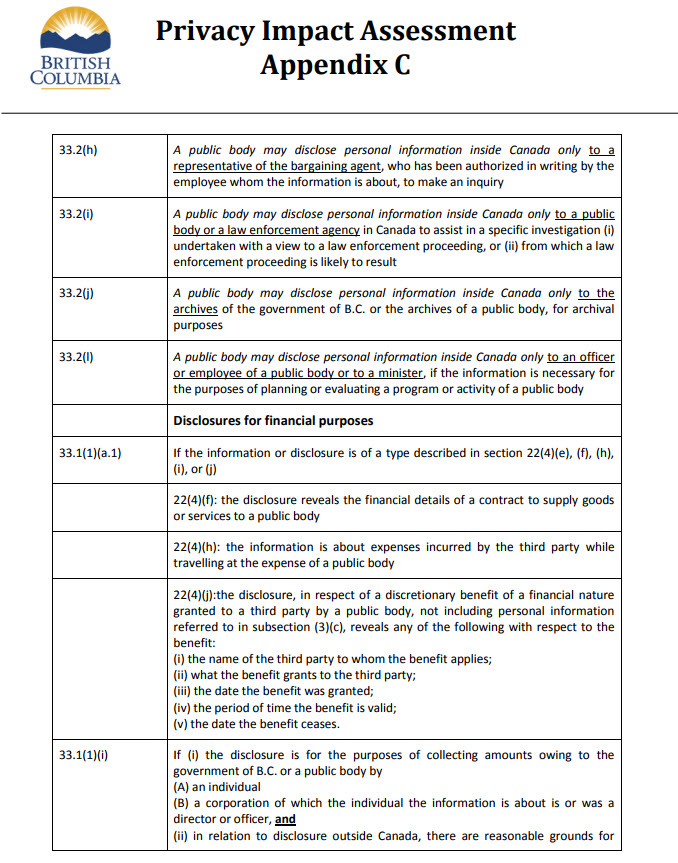 BRITISH
COLUMBIA
Privacy Impact Assessment
Appendix C
33.2(h)
A public body may disclose personal information inside Canada only to a
representative of the bargaining agent, who has been authorized in writing by the
employee whom the information is about, to make an inquiry
33.2(i)
A public body may disclose personal information inside Canada only to a public
body or a law enforcement agency in Canada to assist in a specific investigation (i)
undertaken with a view to a law enforcement proceeding, or (ii) from which a law
enforcement proceeding is likely to result
33.2(j)
A public body may disclose personal information inside Canada only to the
archives of the government of B.C. or the archives of a public body, for archival
purposes
33.2(l)
A public body may disclose personal information inside Canada only to an officer
or employee of a public body or to a minister, if the information is necessary for
the purposes of planning or evaluating a program or activity of a public body
Disclosures for financial purposes
33.1(1)(a.1)
If the information or disclosure is of a type described in section 22(4)(e), (f), (h),
(i), or (j)
22(4)(f): the disclosure reveals the financial details of a contract to supply goods
or services to a public body
22(4)(h): the information is about expenses incurred by the third party while
travelling at the expense of a public body
22(4)(j):the disclosure, in respect of a discretionary benefit of a financial nature
granted to a third party by a public body, not including personal information
referred to in subsection (3)(c), reveals any of the following with respect to the
benefit:
(i) the name of the third party to whom the benefit applies;
(ii) what the benefit grants to the third party;
(iii) the date the benefit was granted;
(iv) the period of time the benefit is valid;
(v) the date the benefit ceases.
33.1(1)(i)
If (i) the disclosure is for the purposes of collecting amounts owing to the
government of B.C. or a public body by
(A) an individual
(B) a corporation of which the individual the information is about is or was a
director or officer, and
(ii) in relation to disclosure outside Canada, there are reasonable grounds for